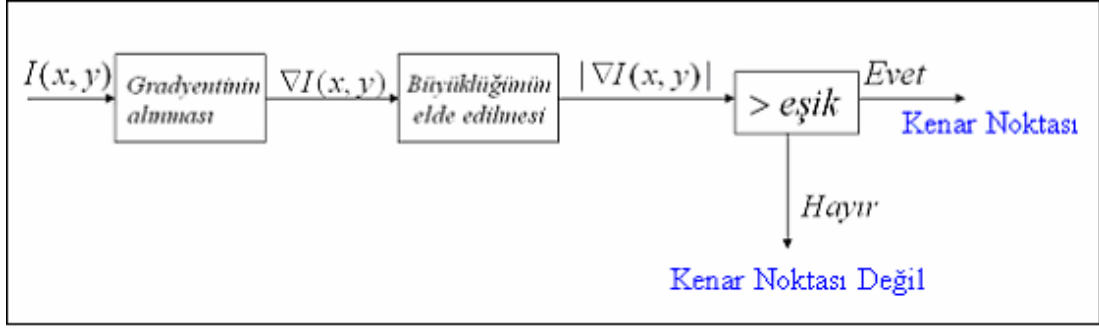 I(x, y)
Gradyentinin
alınması
∇I(x, y)
Büyüklüğünün
elde edilmesi
|∇I(x, y)|
> eşik
Evet
Kenar Noktası
Hayır
Kenar Noktası Değil